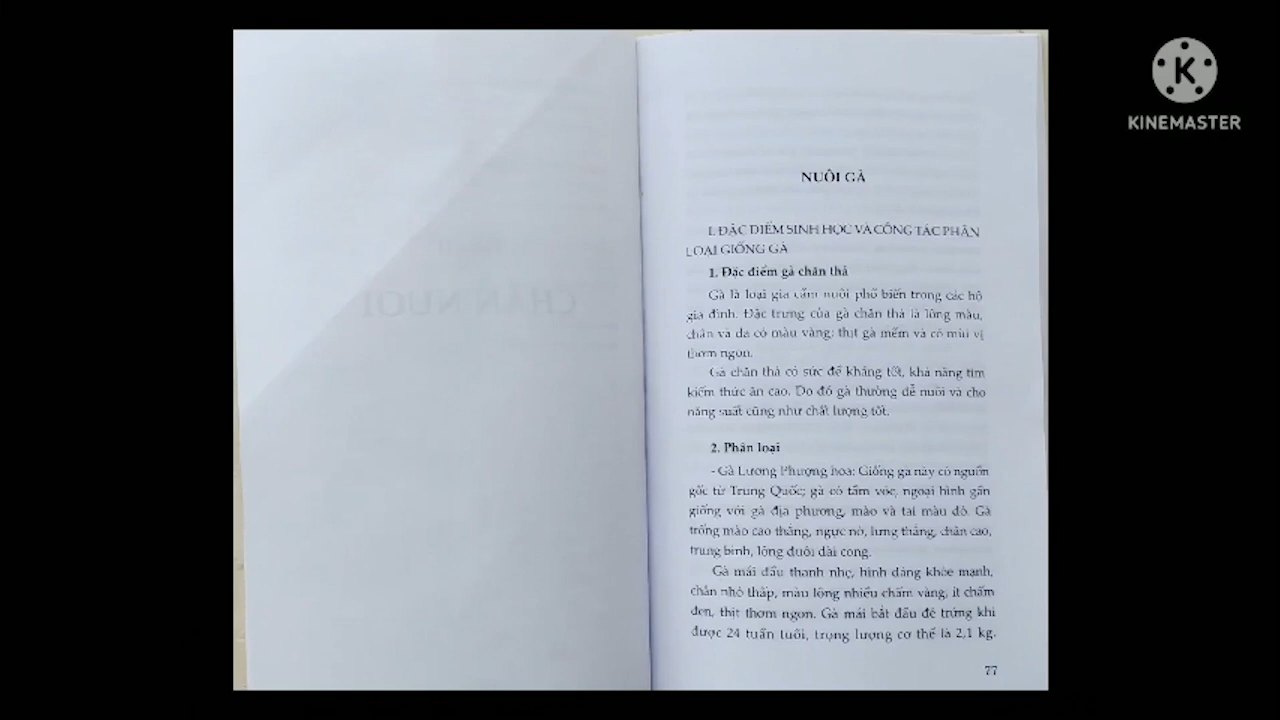 KINEMASTER
NUÔI GÀ
I. ĐẶC ĐIỂM SINH HỌC VÀ CÔNG TÁC PHÂN
LOẠI GIỐNG GÀ
1. Đặc điểm gà chăn thả
Gà là loại gia cầm nuôi phổ biến trong các hộ
gia đình. Đặc trưng của gà chăn thả là lông màu,
chân và da có màu vàng; thịt gà mềm và có mùi vị
thơm ngon.
Gà chăn thả có sức đề kháng tốt, khả năng tìm
kiếm thức ăn cao. Do đó gà thường dễ nuôi và cho
năng suất cũng như chất lượng tốt.
2. Phân loại
- Gà Lương Phượng hoa: Giống gà này có nguồn
gốc từ Trung Quốc; gà có tầm vóc, ngoại hình gần
giống với gà địa phương, mào và tai màu đỏ. Gà
trống mào cao thẳng, ngực nở, lưng thẳng, chân cao,
trung bình, lông đuôi dài cong.
Gà mái đầu thanh nhẹ, hình dáng khỏe mạnh,
chân nhỏ thấp, màu lông nhiều chấm vàng, ít chấm
đen, thịt thơm ngon. Gà mái bắt đầu đẻ trứng khi
được 24 tuần tuổi, trọng lượng cơ thể là 2,1 kg.
77